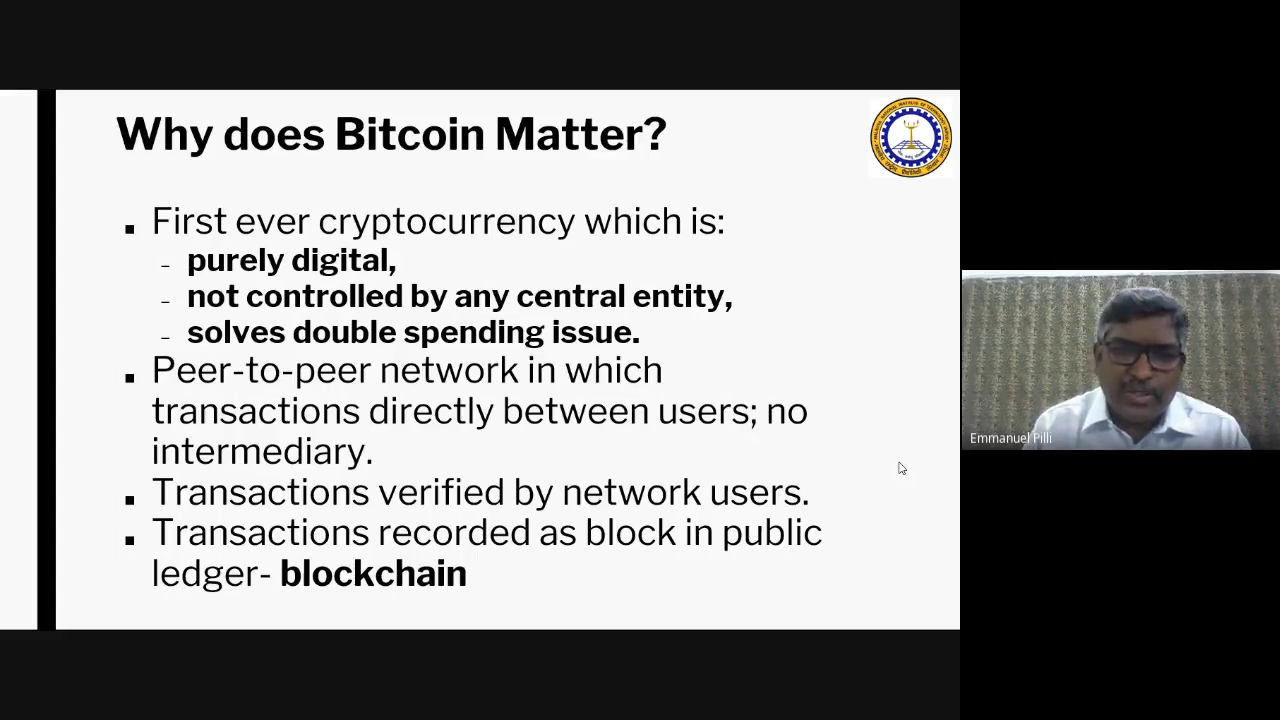 Why does Bitcoin Matter?
▪ First ever cryptocurrency which is:
– purely digital,
– not controlled by any central entity,
– solves double spending issue.
▪ Peer-to-peer network in which
transactions directly between users; no
intermediary.
▪ Transactions verified by network users.
▪ Transactions recorded as block in public
ledger- blockchain
Emmanuel Pilli